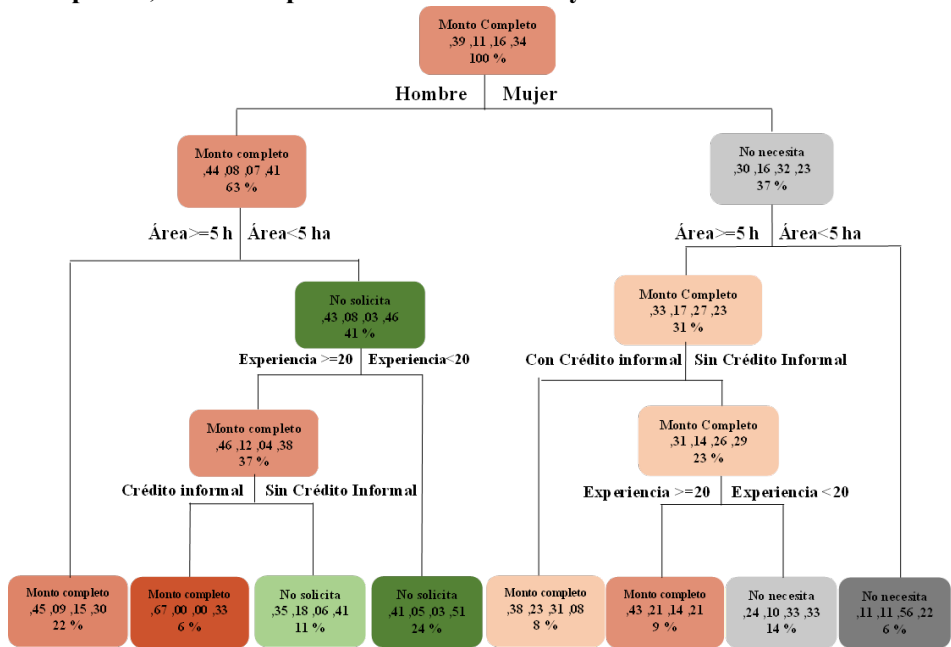 Monto Completo
,39 ,11 ,16 ,34
100 %
Hombre Mujer
Monto completo
,44 ,08 ,07 ,41
63 %
No necesita
,30 ,16 ,32 ,23
37 %
Área>=5 h Área<5 ha
Área>=5 h Área<5 ha
No solicita
,43 ,08 ,03 ,46
41 %
Monto Completo
,33 ,17 ,27 ,23
31 %
Experiencia >=20 Experiencia<20
Con Crédito informal Sin Crédito Informal
Monto completo
,46 ,12 ,04 ,38
37 %
Monto Completo
,31 ,14 ,26 ,29
23 %
Crédito informal Sin Crédito Informal
Experiencia >=20 Experiencia <20
Monto completo
,45 ,09 ,15 ,30
22 %
Monto completo
,67 ,00 ,00 ,33
6 %
No solicita
,35 ,18 ,06 ,41
11 %
No solicita
,41 ,05 ,03 ,51
24 %
Monto completo
,38 ,23 ,31 ,08
8 %
Monto completo
,43 ,21 ,14 ,21
9 %
No necesita
,24 ,10 ,33 ,33
14 %
No necesita
,11 ,11 ,56 ,22
6 %